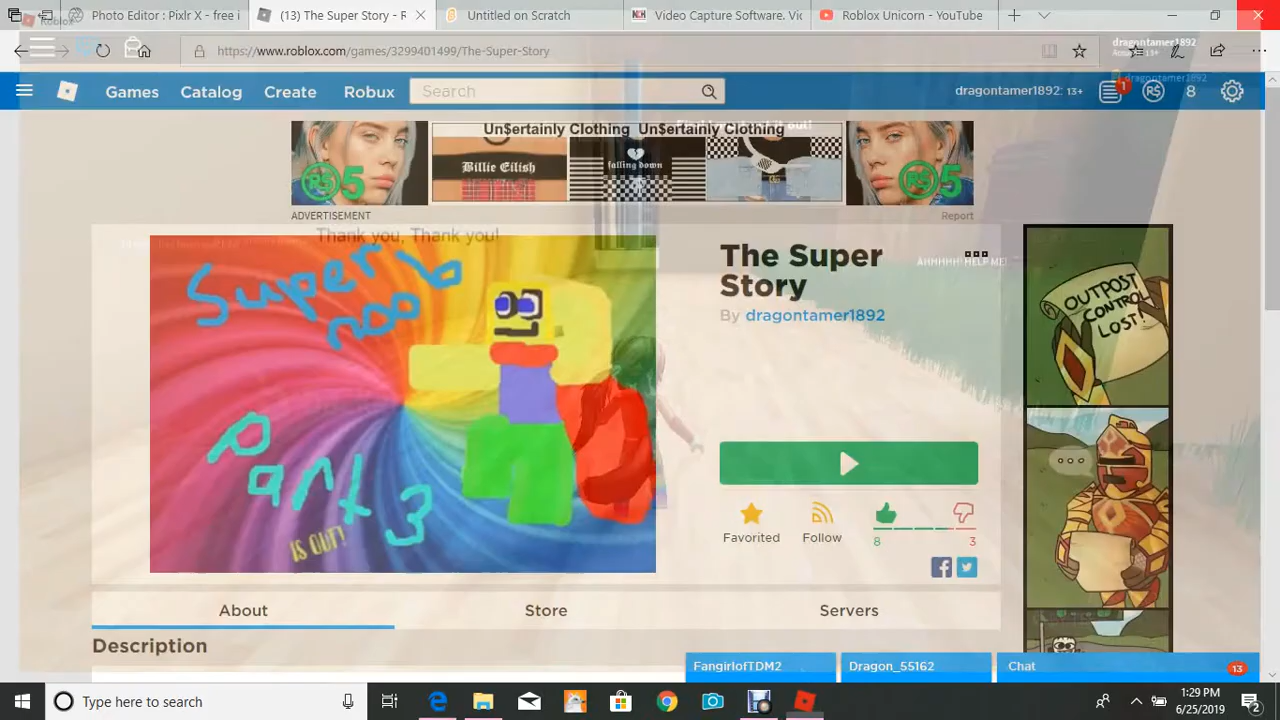 Photo Editor : Pixlr X - free i
(13) The Super Story - R
Untitled on Scratch
Video Capture Software. Vi
Roblox Unicorn - YouTube
https://www.roblox.com/games/3299401499/The-Super-Story
dragontamer1892
dragontamer1892
Games
Catalog
Create
Robux
Search
dragontamer1892: 13+
1
8
Un$ertainly Clothing Un$ertainly Clothing
R$5
Billie Eilish
falling down
R$5
ADVERTISEMENT
Report
Thank you, Thank you!
Super b
noo
Part 3
IS OUT!
The Super
Story
AHHHHH! HELP ME!
By dragontamer1892
OUTPOST
CONTROL
LOST!
...
Favorited
Follow
8
3
About
Store
Servers
Description
FangirlofTDM2
Dragon_55162
Chat
13
Type here to search
1:29 PM
6/25/2019
2